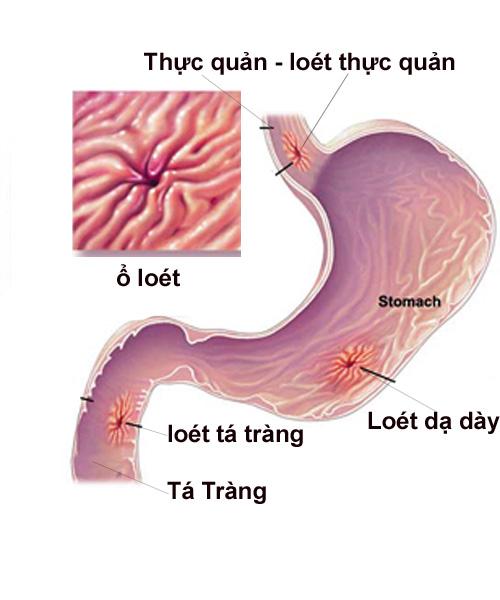 Thực quản - loét thực quản
ổ loét
Stomach
Loét dạ dày
loét tá tràng
Tá Tràng